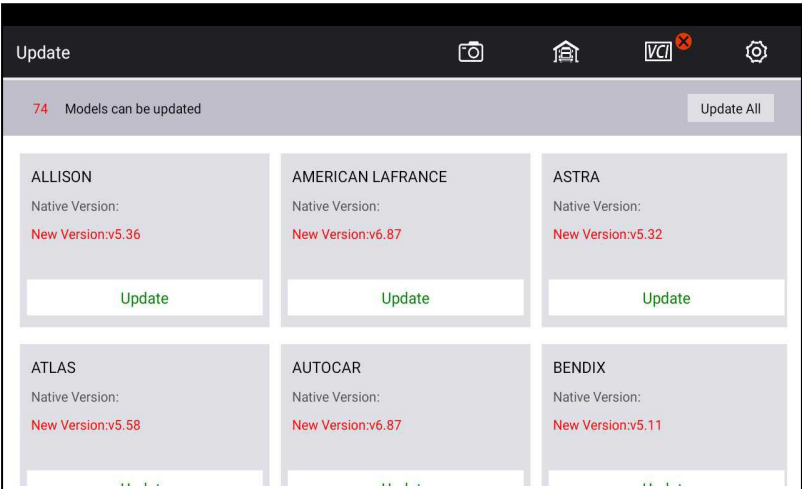 Update
VCI
74 Models can be updated
Update All
ALLISON
Native Version:
New Version:v5.36
Update
AMERICAN LAFRANCE
Native Version:
New Version:v6.87
Update
ASTRA
Native Version:
New Version:v5.32
Update
ATLAS
Native Version:
New Version:v5.58
AUTOCAR
Native Version:
New Version:v6.87
BENDIX
Native Version:
New Version:v5.11